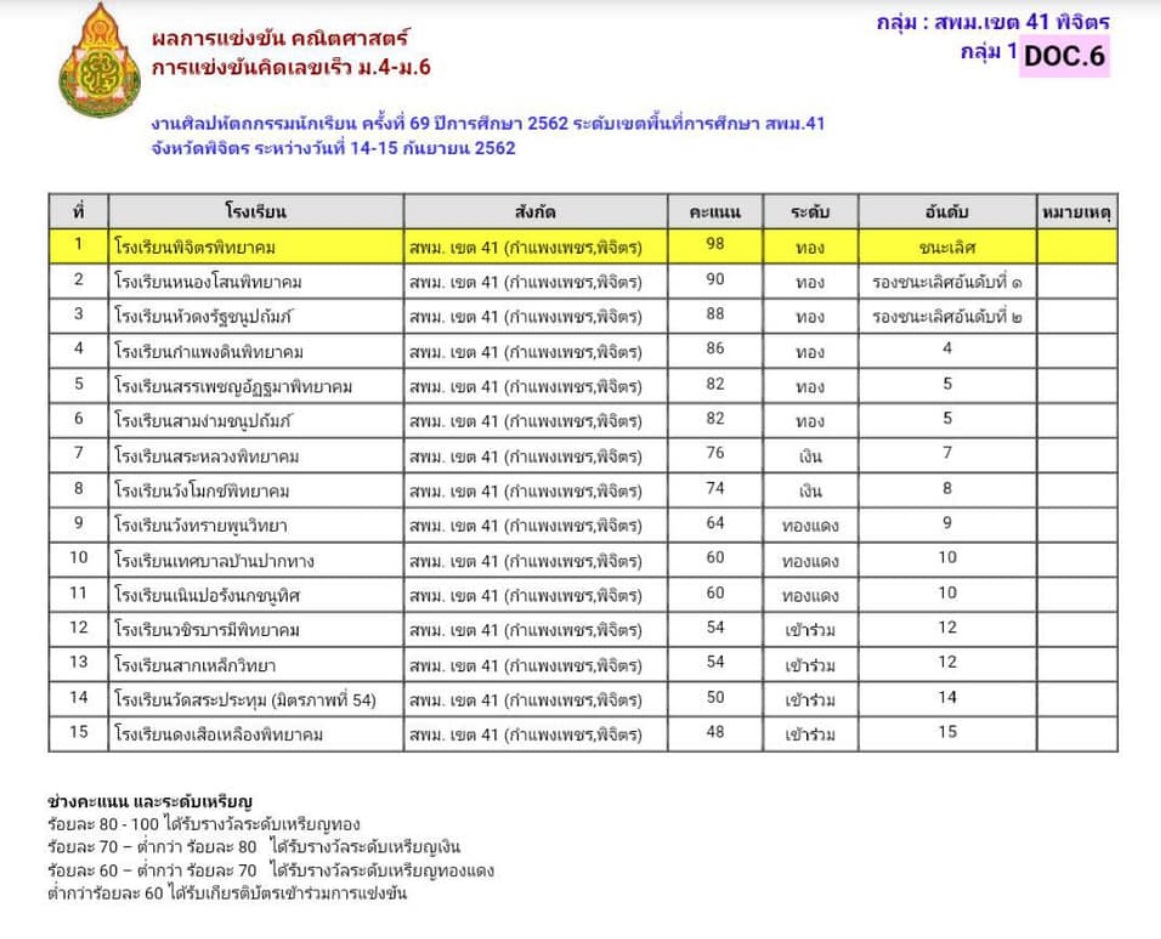 ผลการแข่งขัน คณิตศาสตร์
การแข่งขันคิดเลขเร็ว ม.4-ม.6
กลุ่ม : สพม.เขต 41 พิจิตร
กลุ่ม 1 DOC.6
งานศิลปหัตถกรรมนักเรียน ครั้งที่ 69 ปีการศึกษา 2562 ระดับเขตพื้นที่การศึกษา สพม.41
จังหวัดพิจิตร ระหว่างวันที่ 14-15 กันยายน 2562
ที่ โรงเรียน สังกัด คะแนน ระดับ อันดับ หมายเหตุ
1 โรงเรียนพิจิตรพิทยาคม สพม. เขต 41 (กำแพงเพชร,พิจิตร) 98 ทอง ชนะเลิศ
2 โรงเรียนหนองโสนพิทยาคม สพม. เขต 41 (กำแพงเพชร,พิจิตร) 90 ทอง รองชนะเลิศอันดับที่ ๑
3 โรงเรียนหัวดงรัฐชนูปถัมภ์ สพม. เขต 41 (กำแพงเพชร,พิจิตร) 88 ทอง รองชนะเลิศอันดับที่ ๒
4 โรงเรียนกำแพงดินพิทยาคม สพม. เขต 41 (กำแพงเพชร,พิจิตร) 86 ทอง 4
5 โรงเรียนสรรเพชญอัฏฐมาพิทยาคม สพม. เขต 41 (กำแพงเพชร,พิจิตร) 82 ทอง 5
6 โรงเรียนสามง่ามชนูปถัมภ์ สพม. เขต 41 (กำแพงเพชร,พิจิตร) 82 ทอง 5
7 โรงเรียนสระหลวงพิทยาคม สพม. เขต 41 (กำแพงเพชร,พิจิตร) 76 เงิน 7
8 โรงเรียนวังโมกข์พิทยาคม สพม. เขต 41 (กำแพงเพชร,พิจิตร) 74 เงิน 8
9 โรงเรียนวังทรายพูนวิทยา สพม. เขต 41 (กำแพงเพชร,พิจิตร) 64 ทองแดง 9
10 โรงเรียนเทศบาลบ้านปากทาง สพม. เขต 41 (กำแพงเพชร,พิจิตร) 60 ทองแดง 10
11 โรงเรียนเนินปอรังนกชนูทิศ สพม. เขต 41 (กำแพงเพชร,พิจิตร) 60 ทองแดง 10
12 โรงเรียนวชิรบารมีพิทยาคม สพม. เขต 41 (กำแพงเพชร,พิจิตร) 54 เข้าร่วม 12
13 โรงเรียนสากเหล็กวิทยา สพม. เขต 41 (กำแพงเพชร,พิจิตร) 54 เข้าร่วม 12
14 โรงเรียนวัดสระประทุม (มิตรภาพที่ 54) สพม. เขต 41 (กำแพงเพชร,พิจิตร) 50 เข้าร่วม 14
15 โรงเรียนดงเสือเหลืองพิทยาคม สพม. เขต 41 (กำแพงเพชร,พิจิตร) 48 เข้าร่วม 15
ช่วงคะแนน และระดับเหรียญ
ร้อยละ 80 - 100 ได้รับรางวัลระดับเหรียญทอง
ร้อยละ 70 – ต่ำกว่า ร้อยละ 80 ได้รับรางวัลระดับเหรียญเงิน
ร้อยละ 60 – ต่ำกว่า ร้อยละ 70 ได้รับรางวัลระดับเหรียญทองแดง
ต่ำกว่าร้อยละ 60 ได้รับเกียรติบัตรเข้าร่วมการแข่งขัน